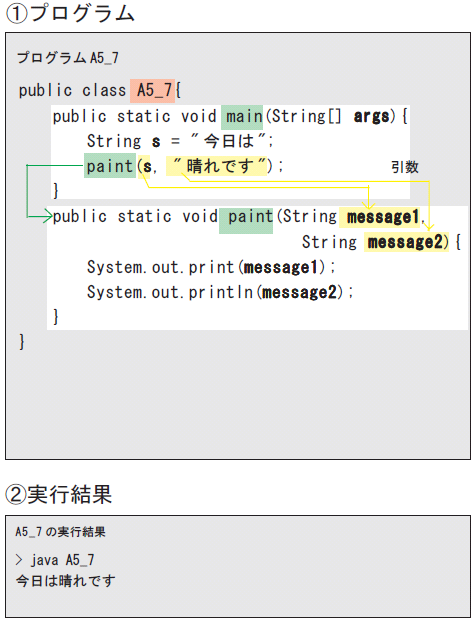 ①プログラム
プログラム A5_7
public class A5_7{
public static void main(String[] args){
String s = "今日は";
paint(s, "晴れです");
引数
}
public static void paint(String message1,
String message2){
System.out.print(message1);
System.out.println(message2);
}
}
②実行結果
A5_7 の実行結果
> java A5_7
今日は晴れです